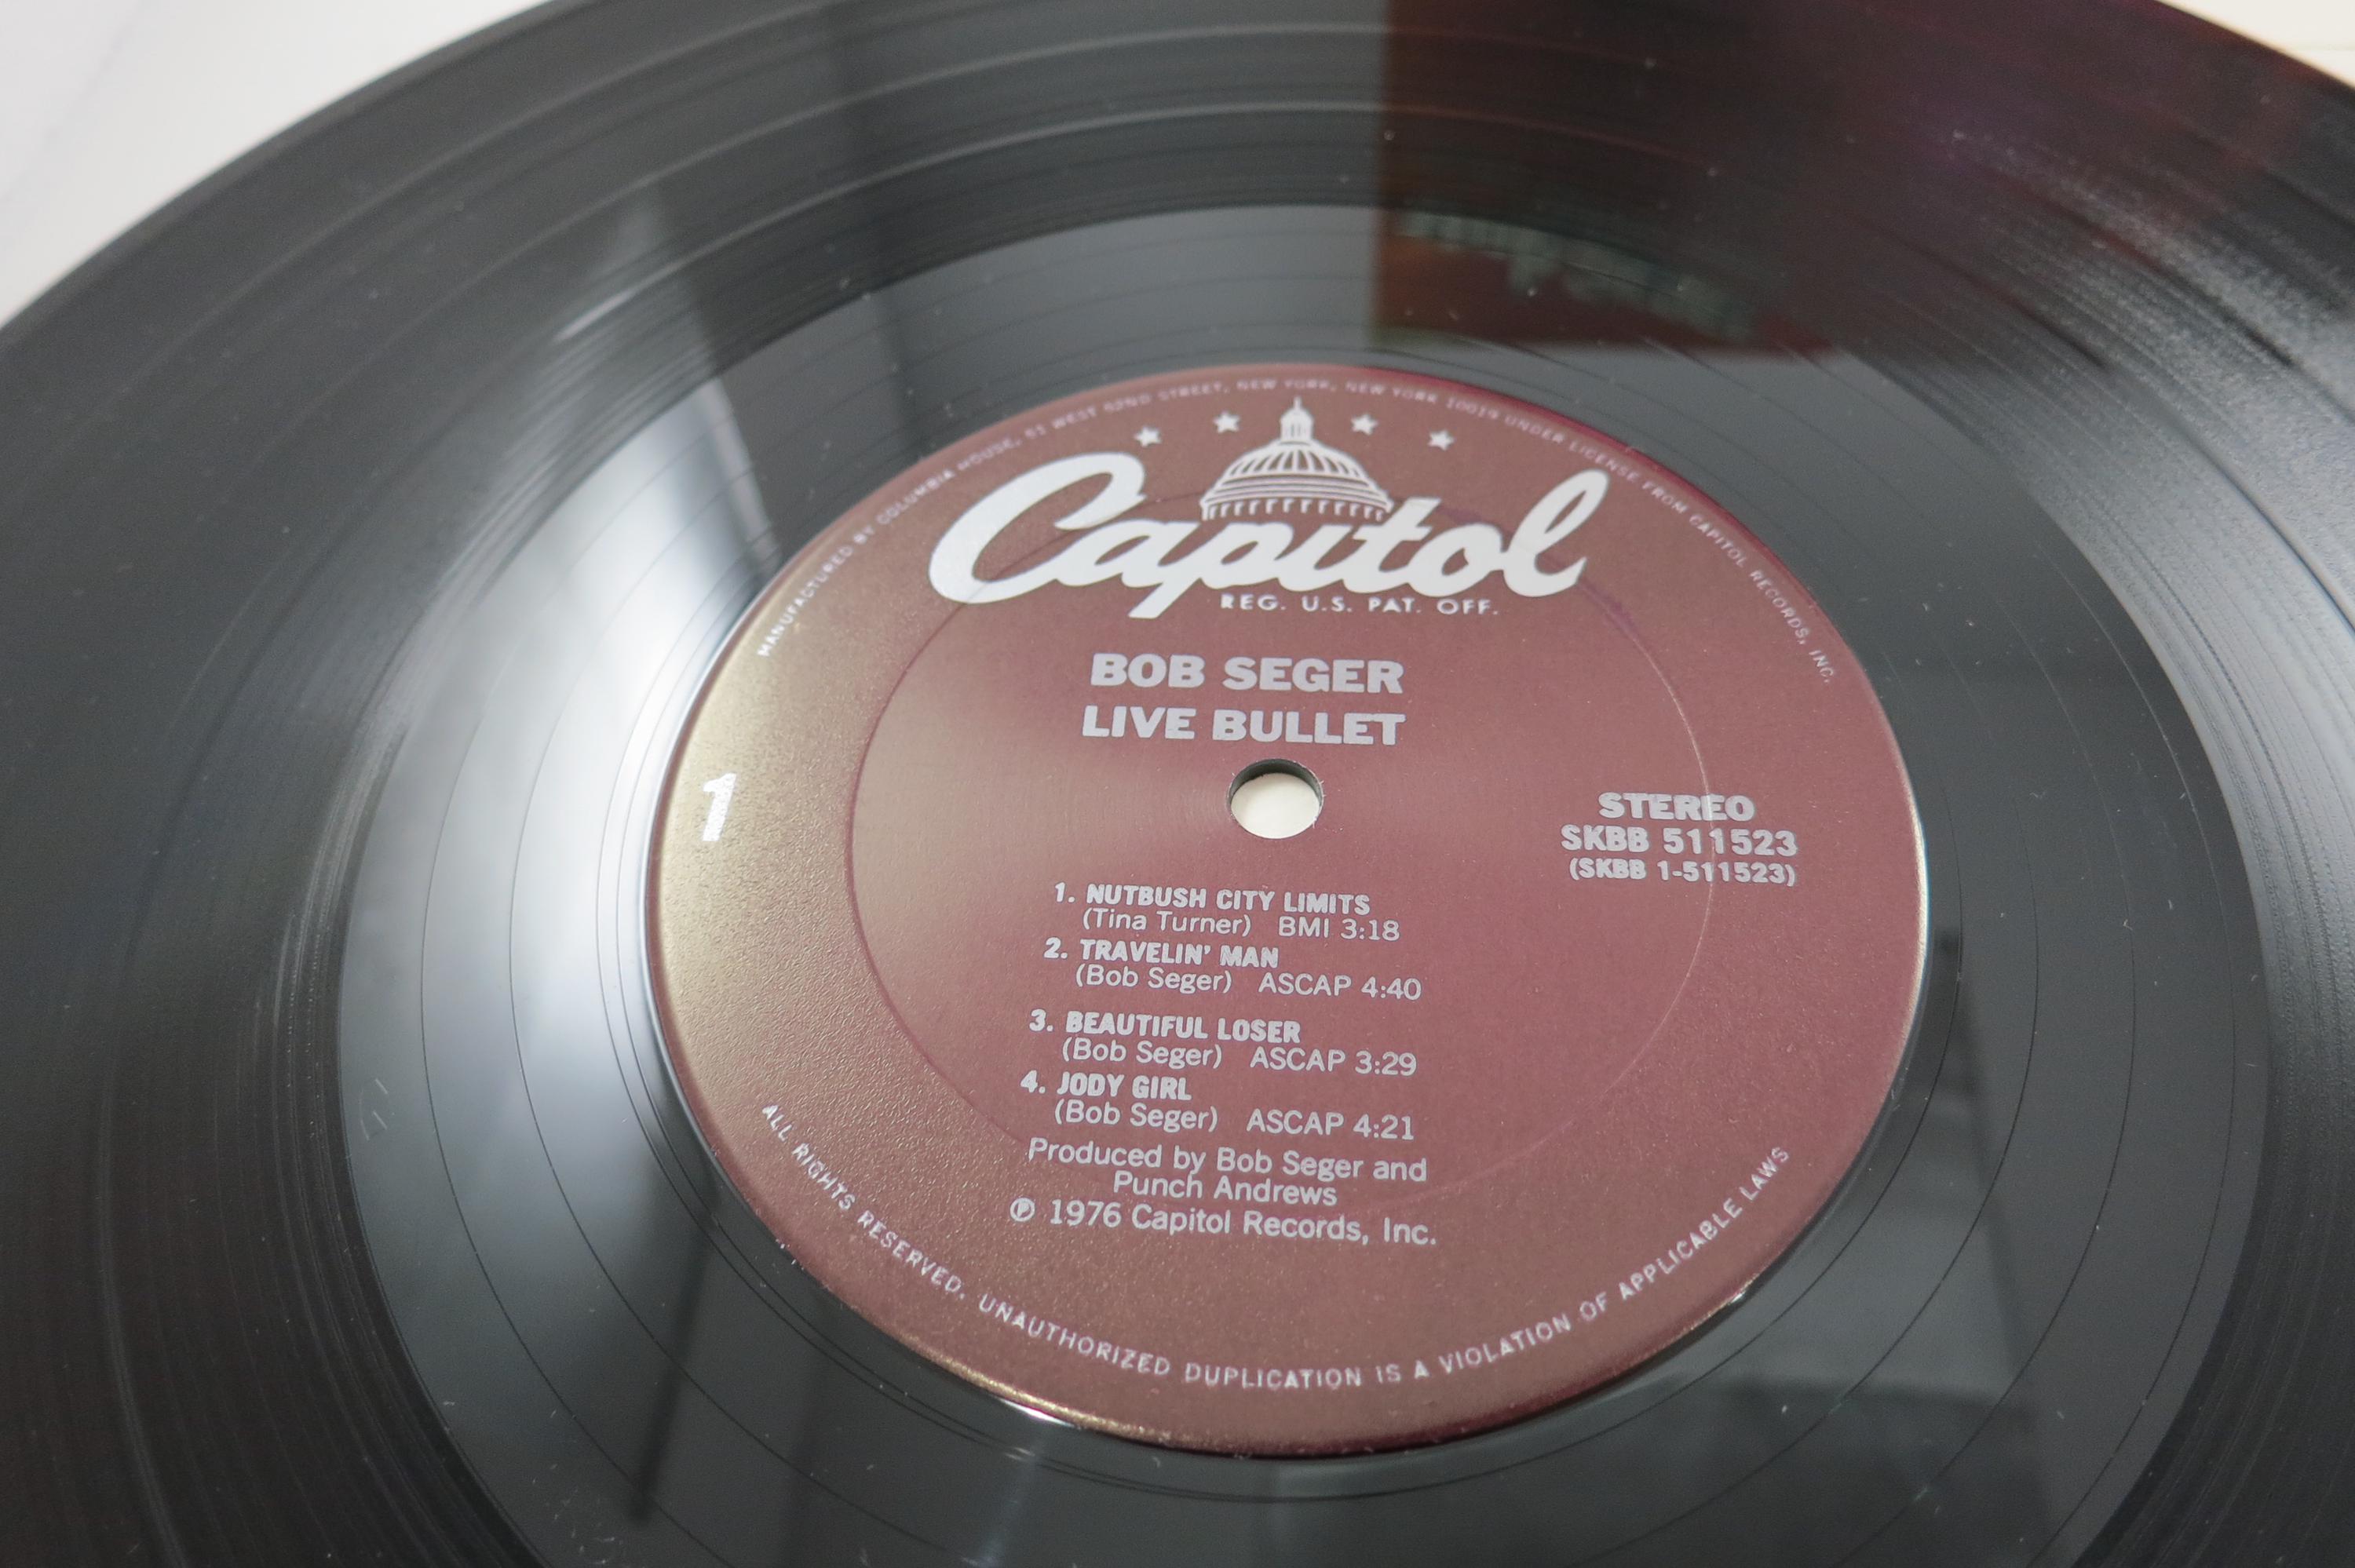 MANUFACTURED BY COLUMBIA HOUSE, 51 WEST 52ND STREET, NEW YORK, NEW YORK 10019 UNDER LICENSE FROM CAPITOL RECORDS, INC.
Capitol
REG. U.S. PAT. OFF.
BOB SEGER
LIVE BULLET
1
STEREO
SKBB 511523
(SKBB 1-511523)
1. NUTBUSH CITY LIMITS
(Tina Turner) BMI 3:18
2. TRAVELIN' MAN
(Bob Seger) ASCAP 4:40
3. BEAUTIFUL LOSER
(Bob Seger) ASCAP 3:29
4. JODY GIRL
(Bob Seger) ASCAP 4:21
Produced by Bob Seger and
Punch Andrews
℗ 1976 Capitol Records, Inc.
ALL RIGHTS RESERVED. UNAUTHORIZED DUPLICATION IS A VIOLATION OF APPLICABLE LAWS